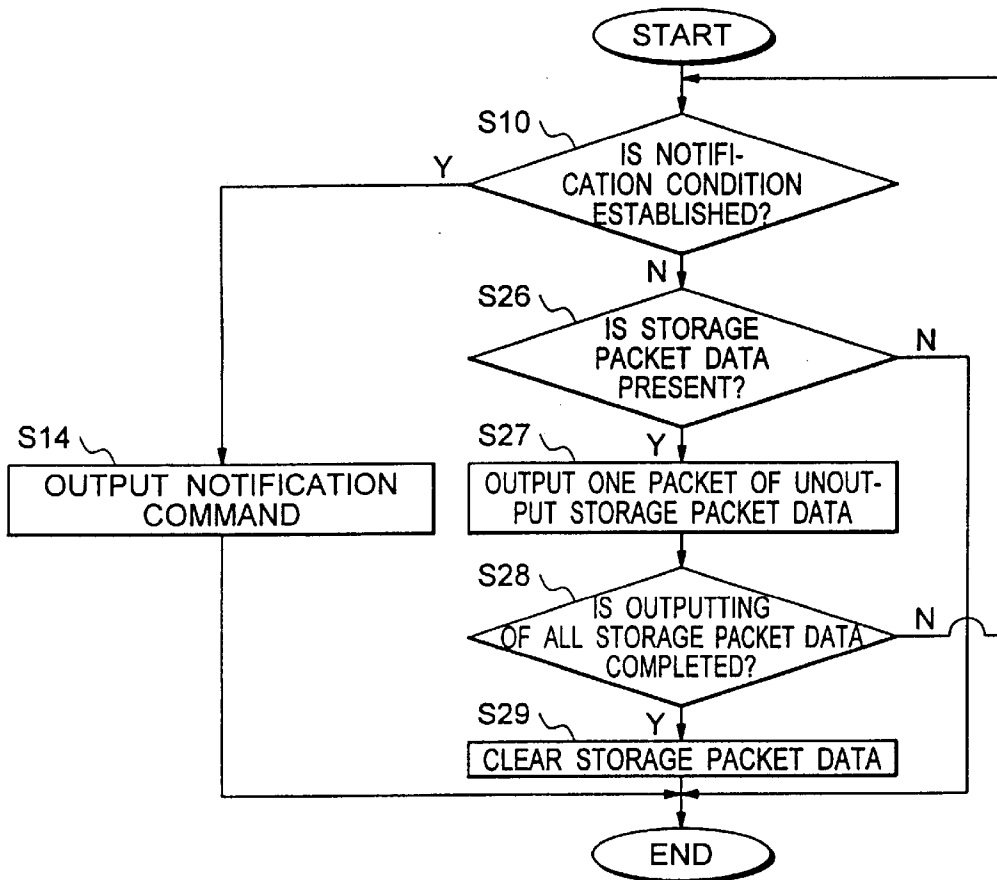 START
S10
IS NOTIFI-
CATION CONDITION
ESTABLISHED?
Y
N
S26
IS STORAGE
PACKET DATA
PRESENT?
N
Y
S14
OUTPUT NOTIFICATION
COMMAND
S27
OUTPUT ONE PACKET OF UNOUT-
PUT STORAGE PACKET DATA
S28
IS OUTPUTTING
OF ALL STORAGE PACKET DATA
COMPLETED?
N
Y
S29
CLEAR STORAGE PACKET DATA
END